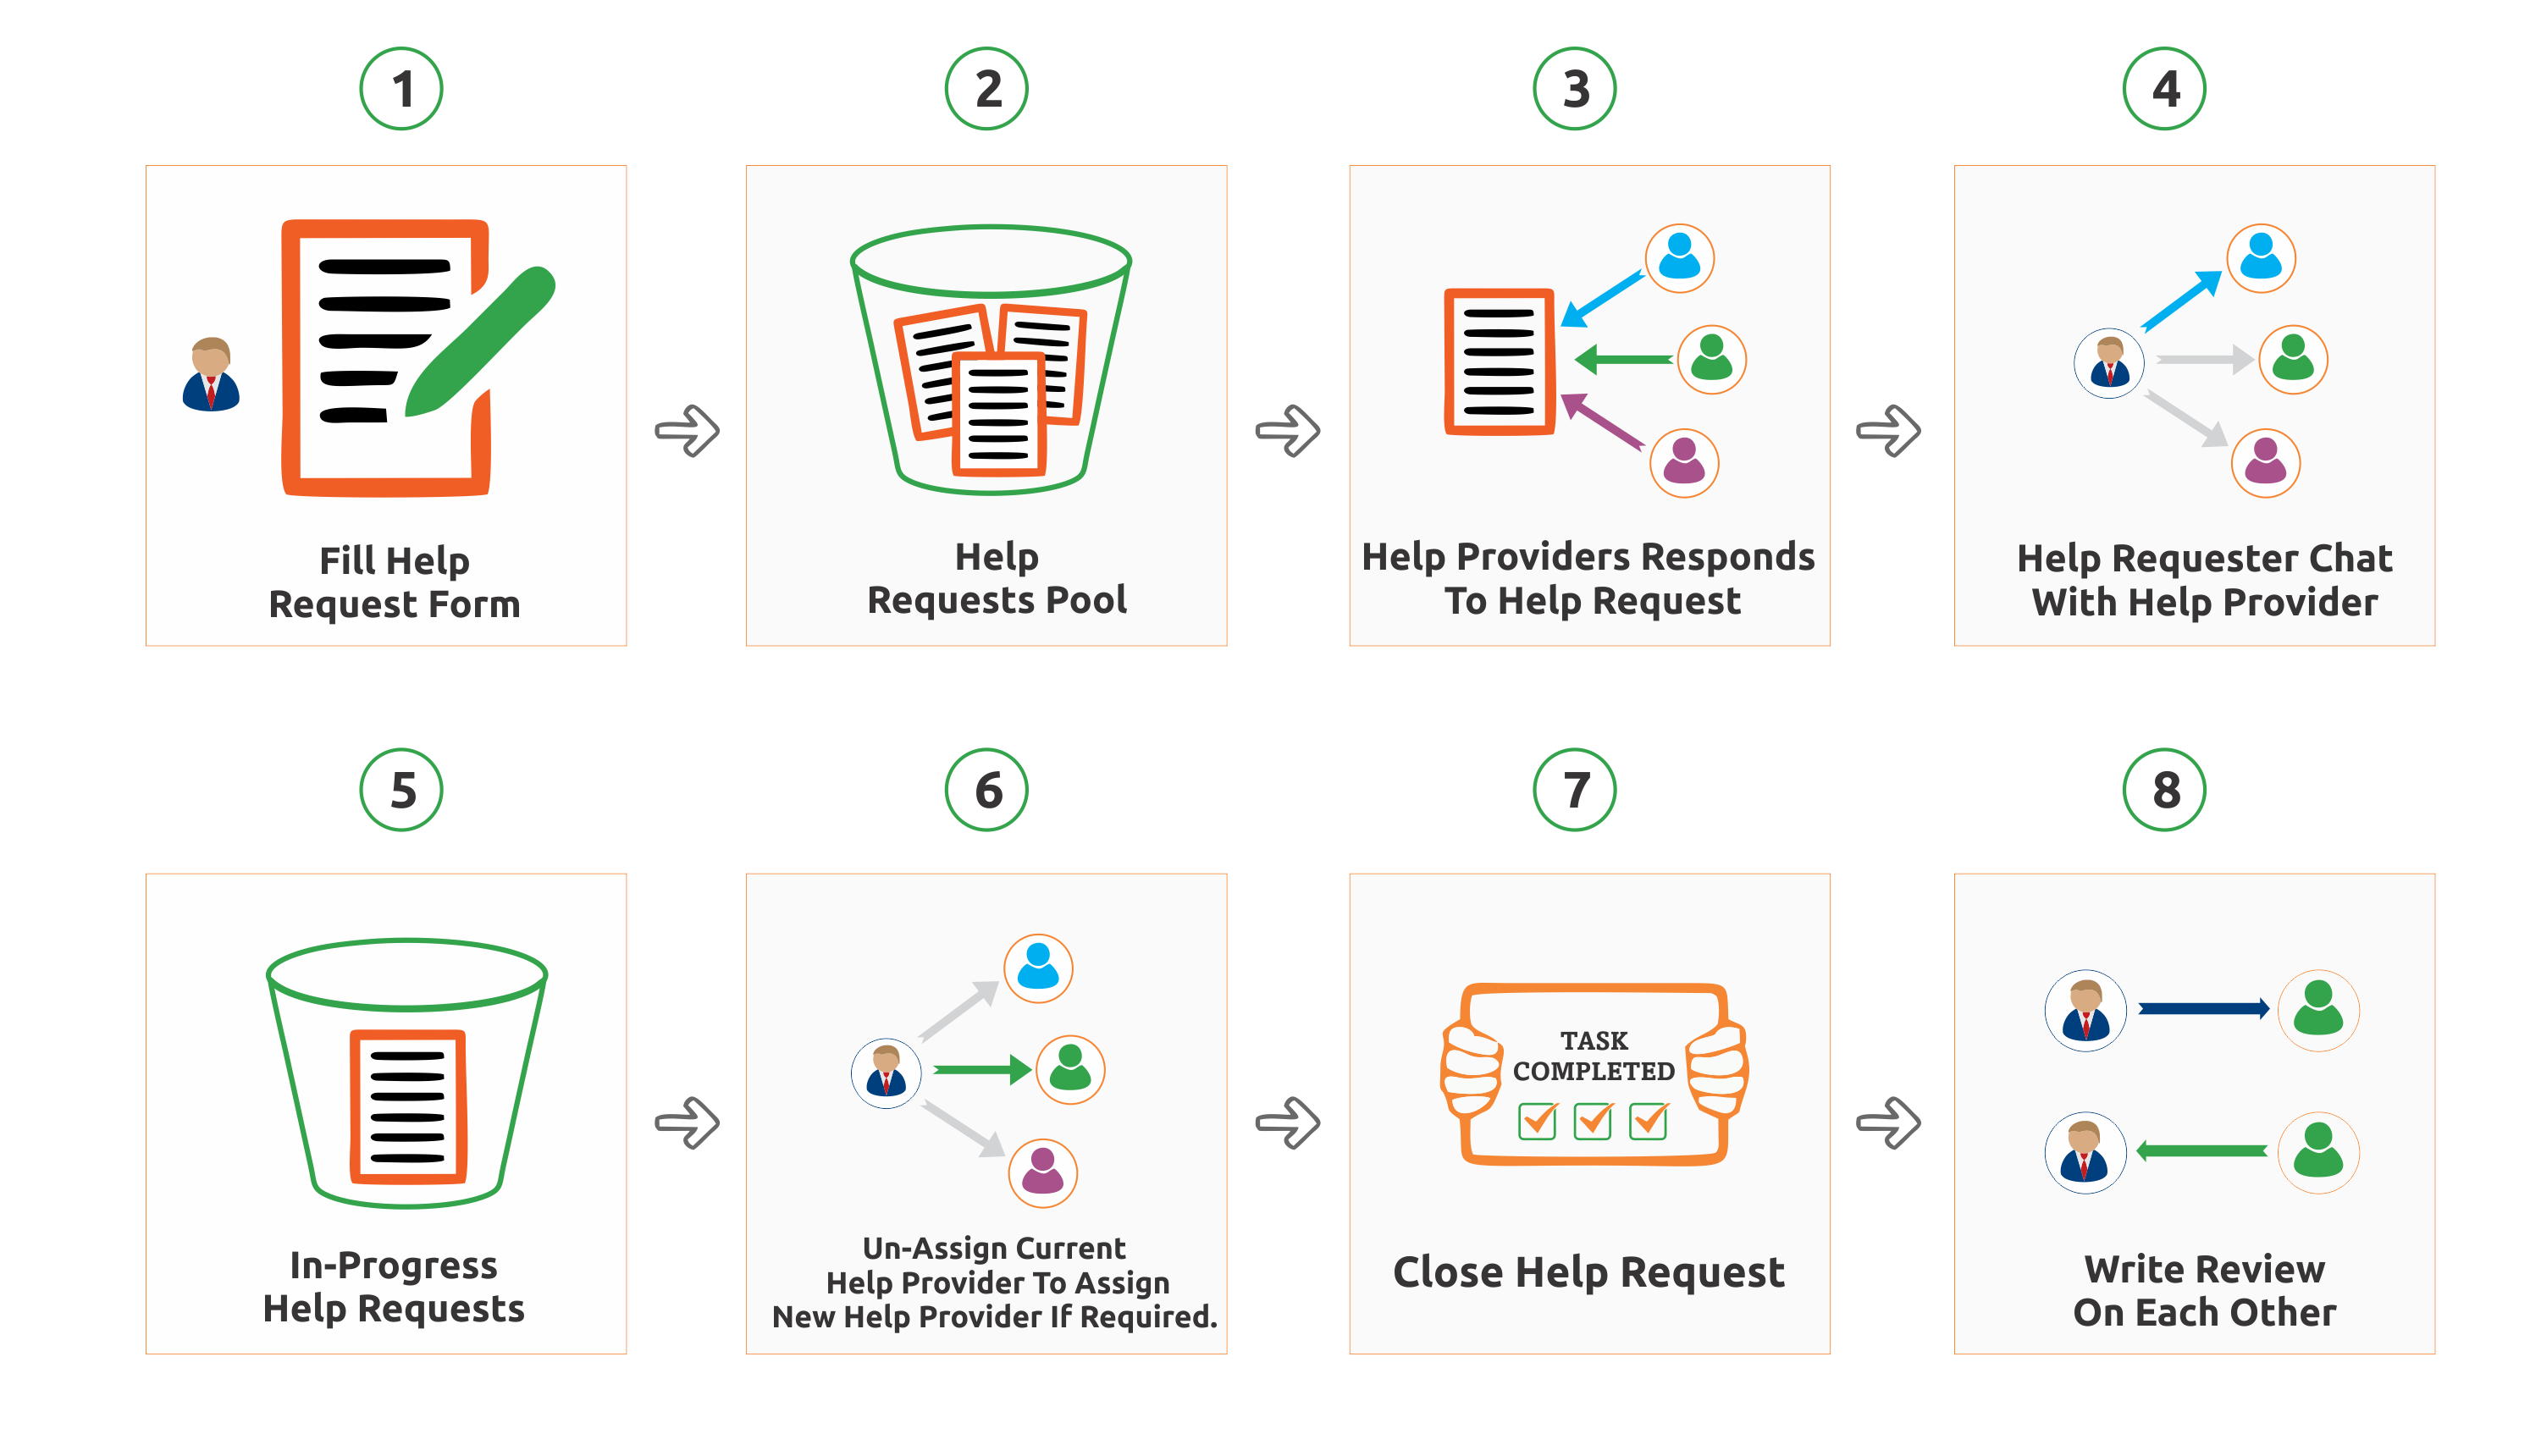 1
2
3
4
Fill Help
Request Form
Help
Requests Pool
Help Providers Responds
To Help Request
Help Requester Chat
With Help Provider
5
6
7
8
In-Progress
Help Requests
Un-Assign Current
Help Provider To Assign
New Help Provider If Required.
TASK
COMPLETED
Close Help Request
Write Review
On Each Other